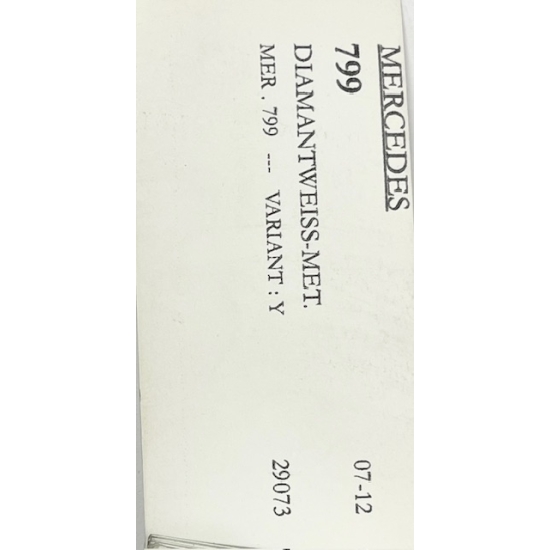 MERCEDES
799 07-12
DIAMANTWEISS-MET.
MER . 799 --- VARIANT : Y 29073